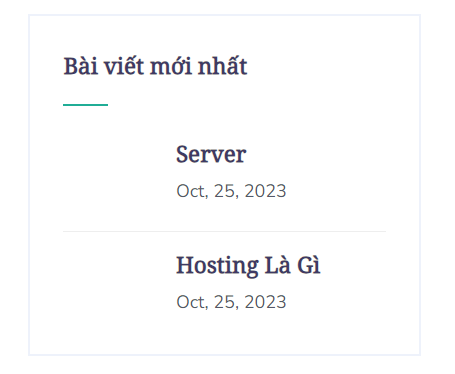 Bài viết mới nhất
Server
Oct, 25, 2023
Hosting Là Gì
Oct, 25, 2023